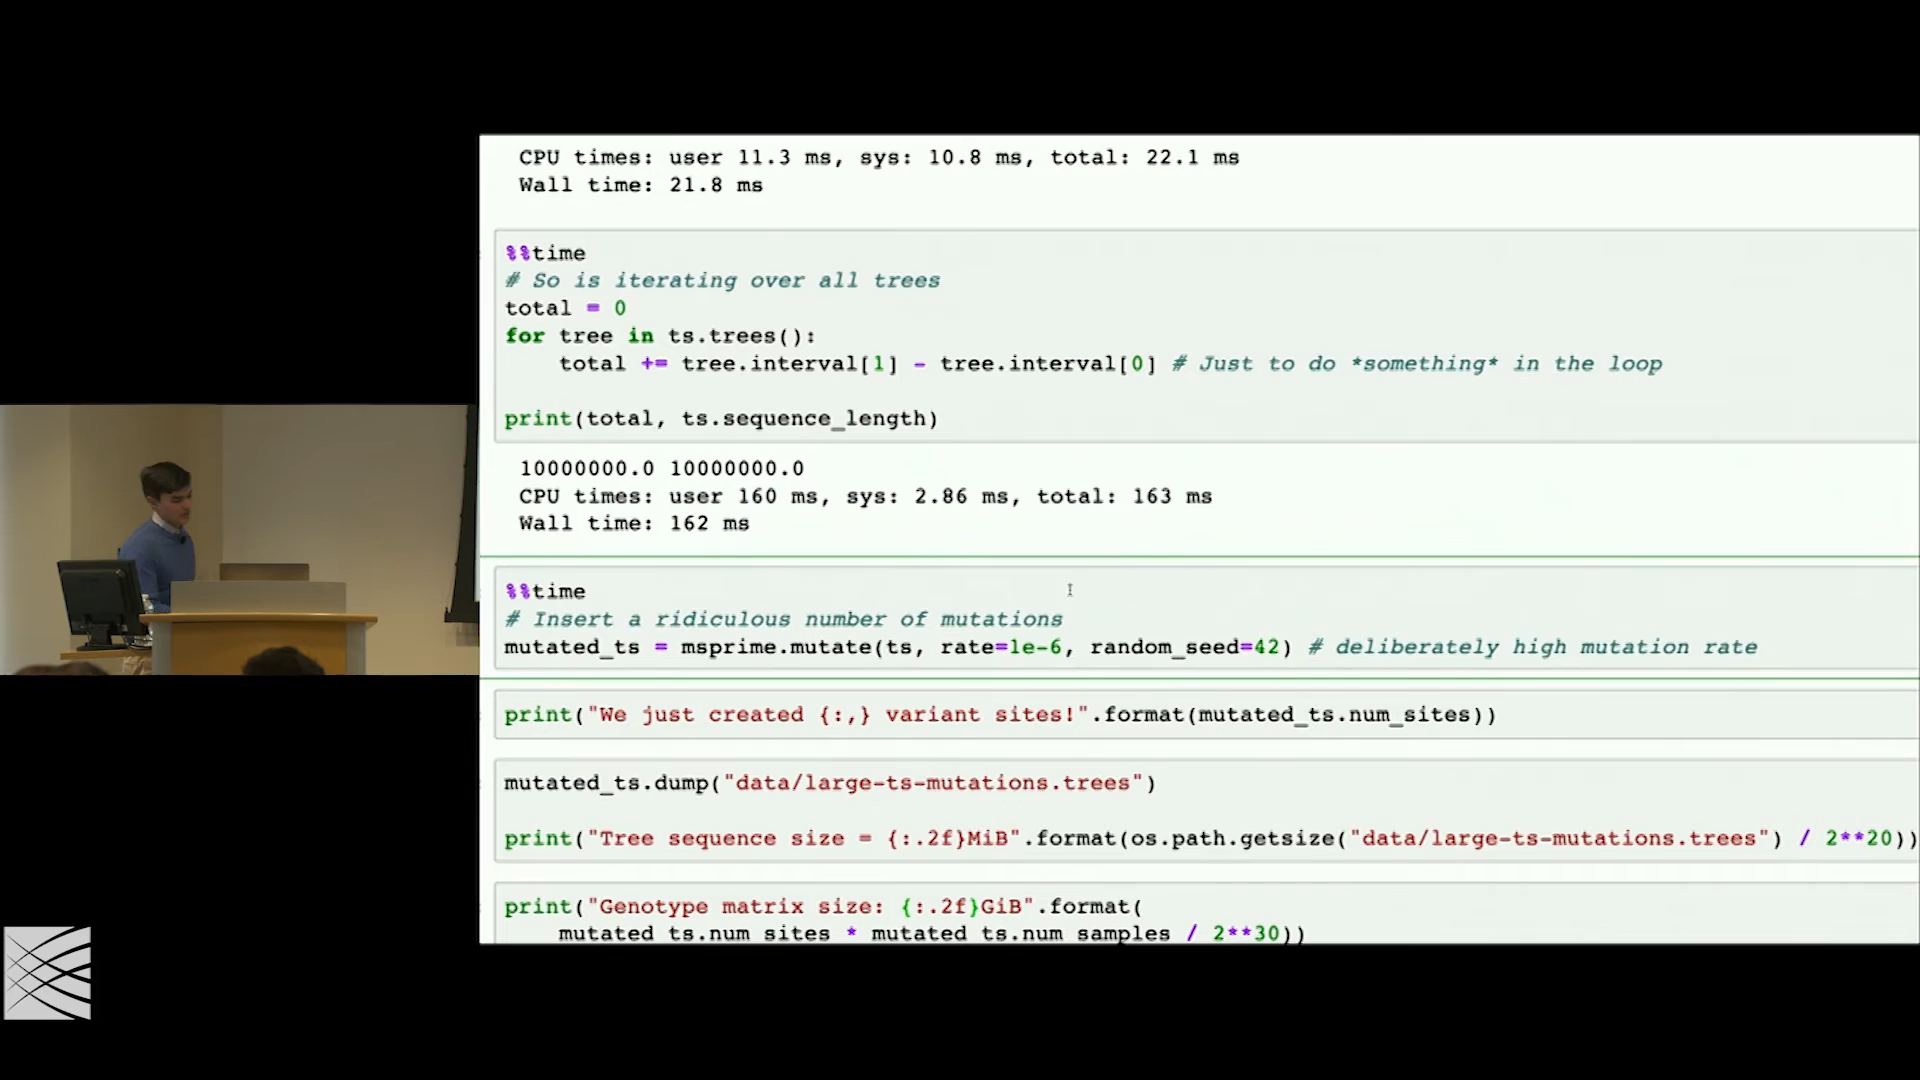 CPU times: user 11.3 ms, sys: 10.8 ms, total: 22.1 ms
Wall time: 21.8 ms
%%time
# So is iterating over all trees
total = 0
for tree in ts.trees():
    total += tree.interval[1] - tree.interval[0] # Just to do *something* in the loop
print(total, ts.sequence_length)
10000000.0 10000000.0
CPU times: user 160 ms, sys: 2.86 ms, total: 163 ms
Wall time: 162 ms
%%time
# Insert a ridiculous number of mutations
mutated_ts = msprime.mutate(ts, rate=1e-6, random_seed=42) # deliberately high mutation rate
print("We just created {:,} variant sites!".format(mutated_ts.num_sites))
mutated_ts.dump("data/large-ts-mutations.trees")
print("Tree sequence size = {:.2f}MiB".format(os.path.getsize("data/large-ts-mutations.trees") / 2**20))
print("Genotype matrix size: {:.2f}GiB".format(
    mutated_ts.num_sites * mutated_ts.num_samples / 2**30))